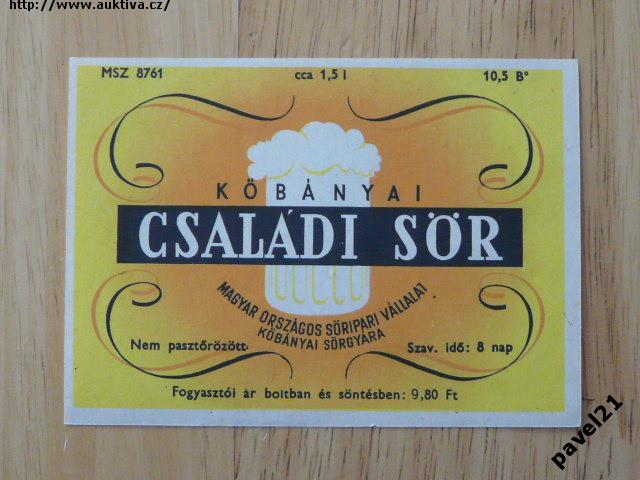 http://www.auktiva.cz/
MSZ 8761 cca 1,5 l 10,5 B°
KŐBÁNYAI
CSALÁDI SÖR
MAGYAR ORSZÁGOS SÖRIPARI VÁLLALAT
KŐBÁNYAI SÖRGYÁRA
Nem pasztőrözött Szav. idő: 8 nap
Fogyasztói ár boltban és söntésben: 9,80 Ft
pavel21